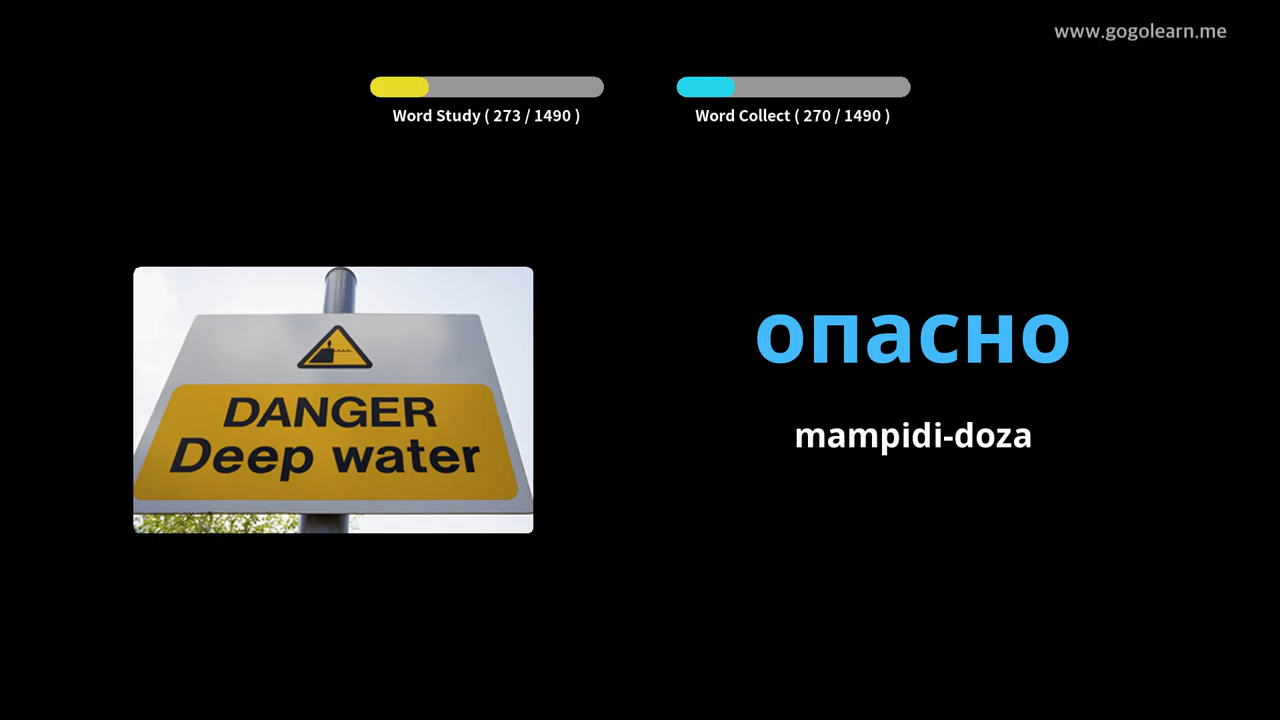 www.gogolearn.me
Word Study ( 273 / 1490 )
Word Collect ( 270 / 1490 )
DANGER
Deep water
опасно
mampidi-doza